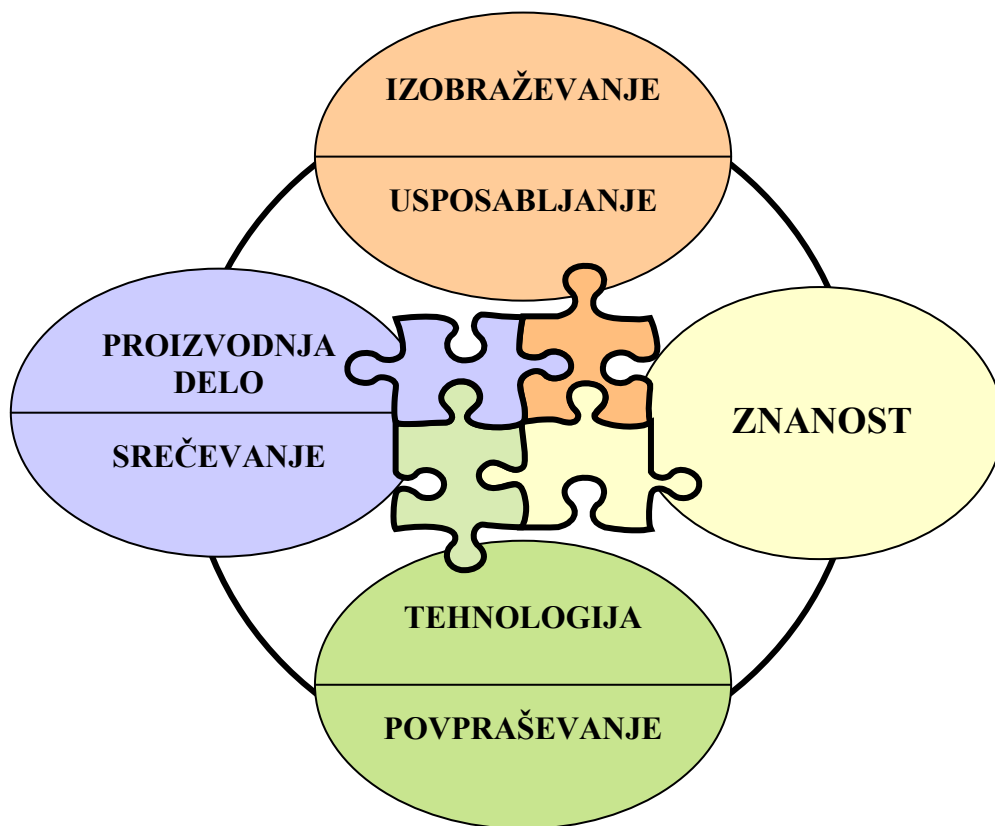 IZOBRAŽEVANJE
USPOSABLJANJE
PROIZVODNJA
DELO
SREČEVANJE
ZNANOST
TEHNOLOGIJA
POVPRAŠEVANJE